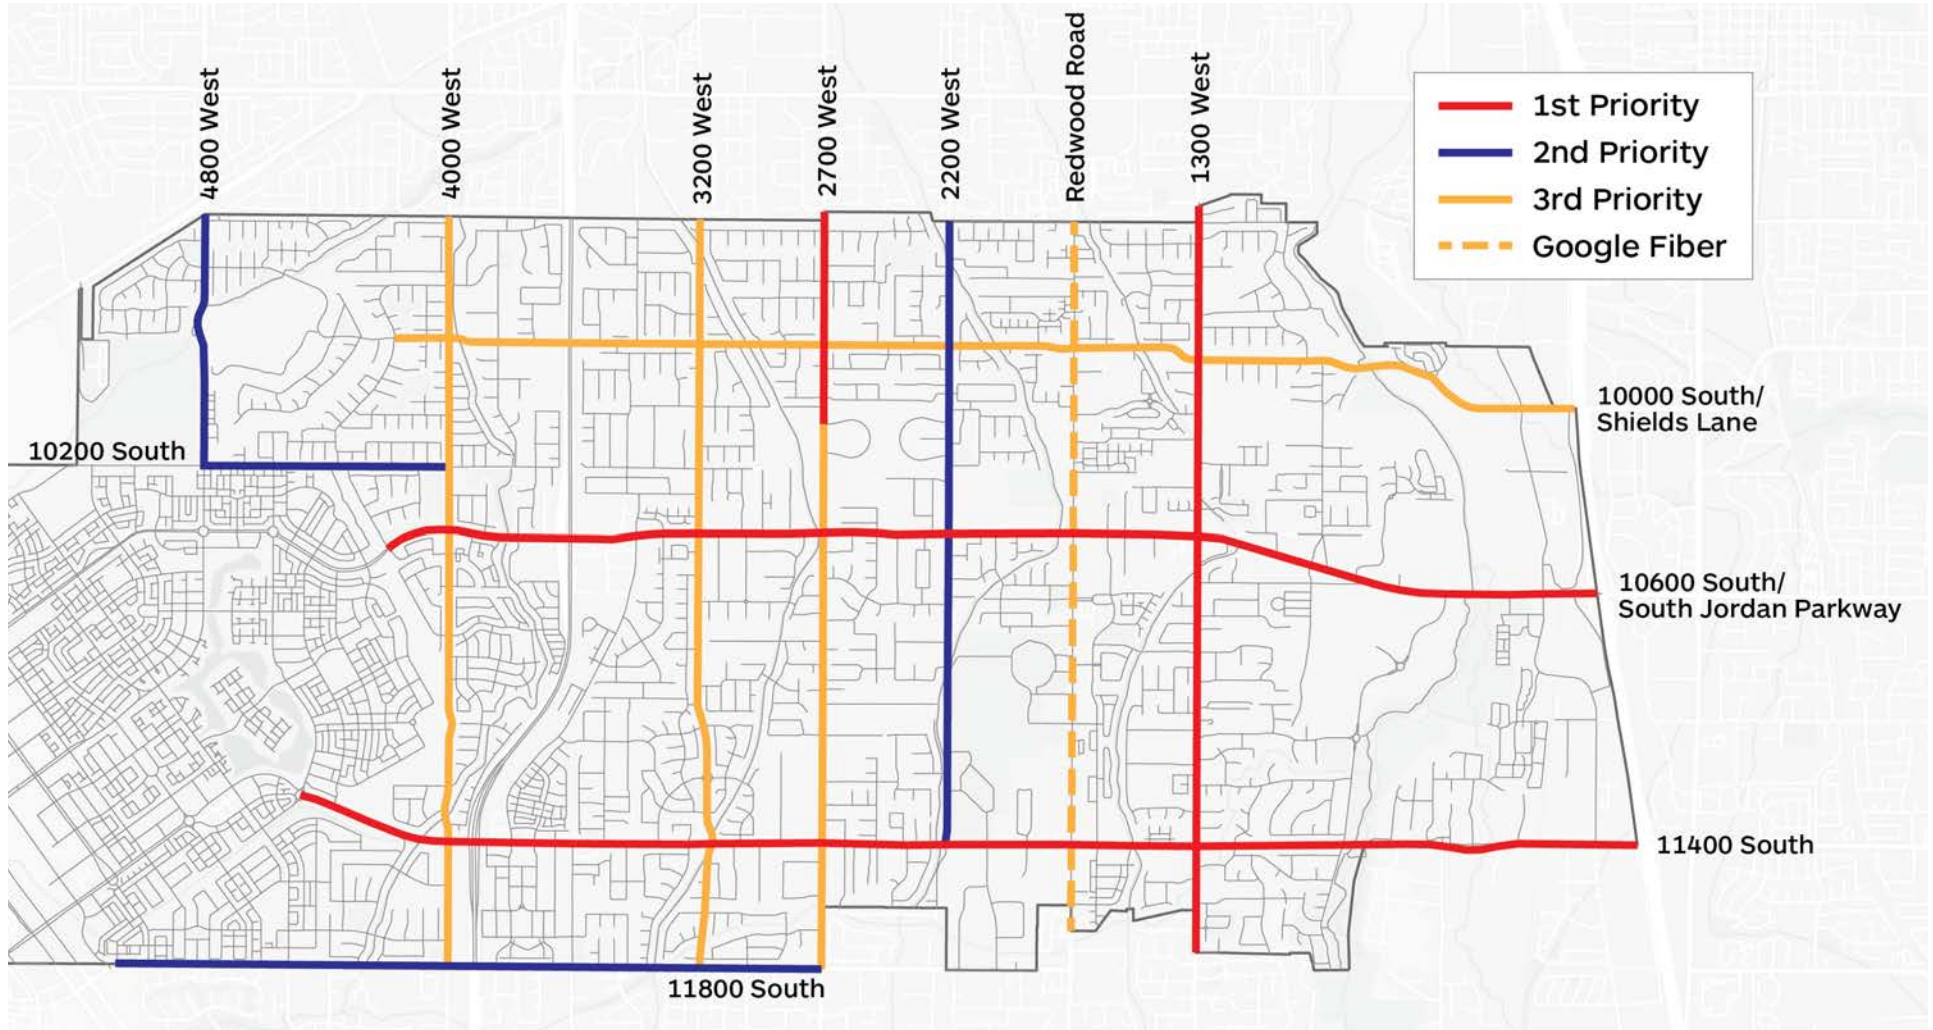 4800 West
4000 West
3200 West
2700 West
2200 West
Redwood Road
1300 West
1st Priority
2nd Priority
3rd Priority
Google Fiber
10000 South/
Shields Lane
10200 South
10600 South/
South Jordan Parkway
11400 South
11800 South